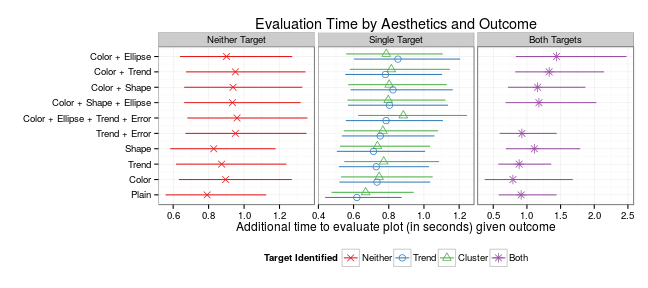 Evaluation Time by Aesthetics and Outcome
Neither Target Single Target Both Targets
Color + Ellipse
Color + Trend
Color + Shape
Color + Shape + Ellipse
Color + Ellipse + Trend + Error
Trend + Error
Shape
Trend
Color
Plain
0.6 0.8 1.0 1.2 0.4 0.6 0.8 1.0 1.2 0.5 1.0 1.5 2.0 2.5
Additional time to evaluate plot (in seconds) given outcome
Target Identified Neither Trend Cluster Both